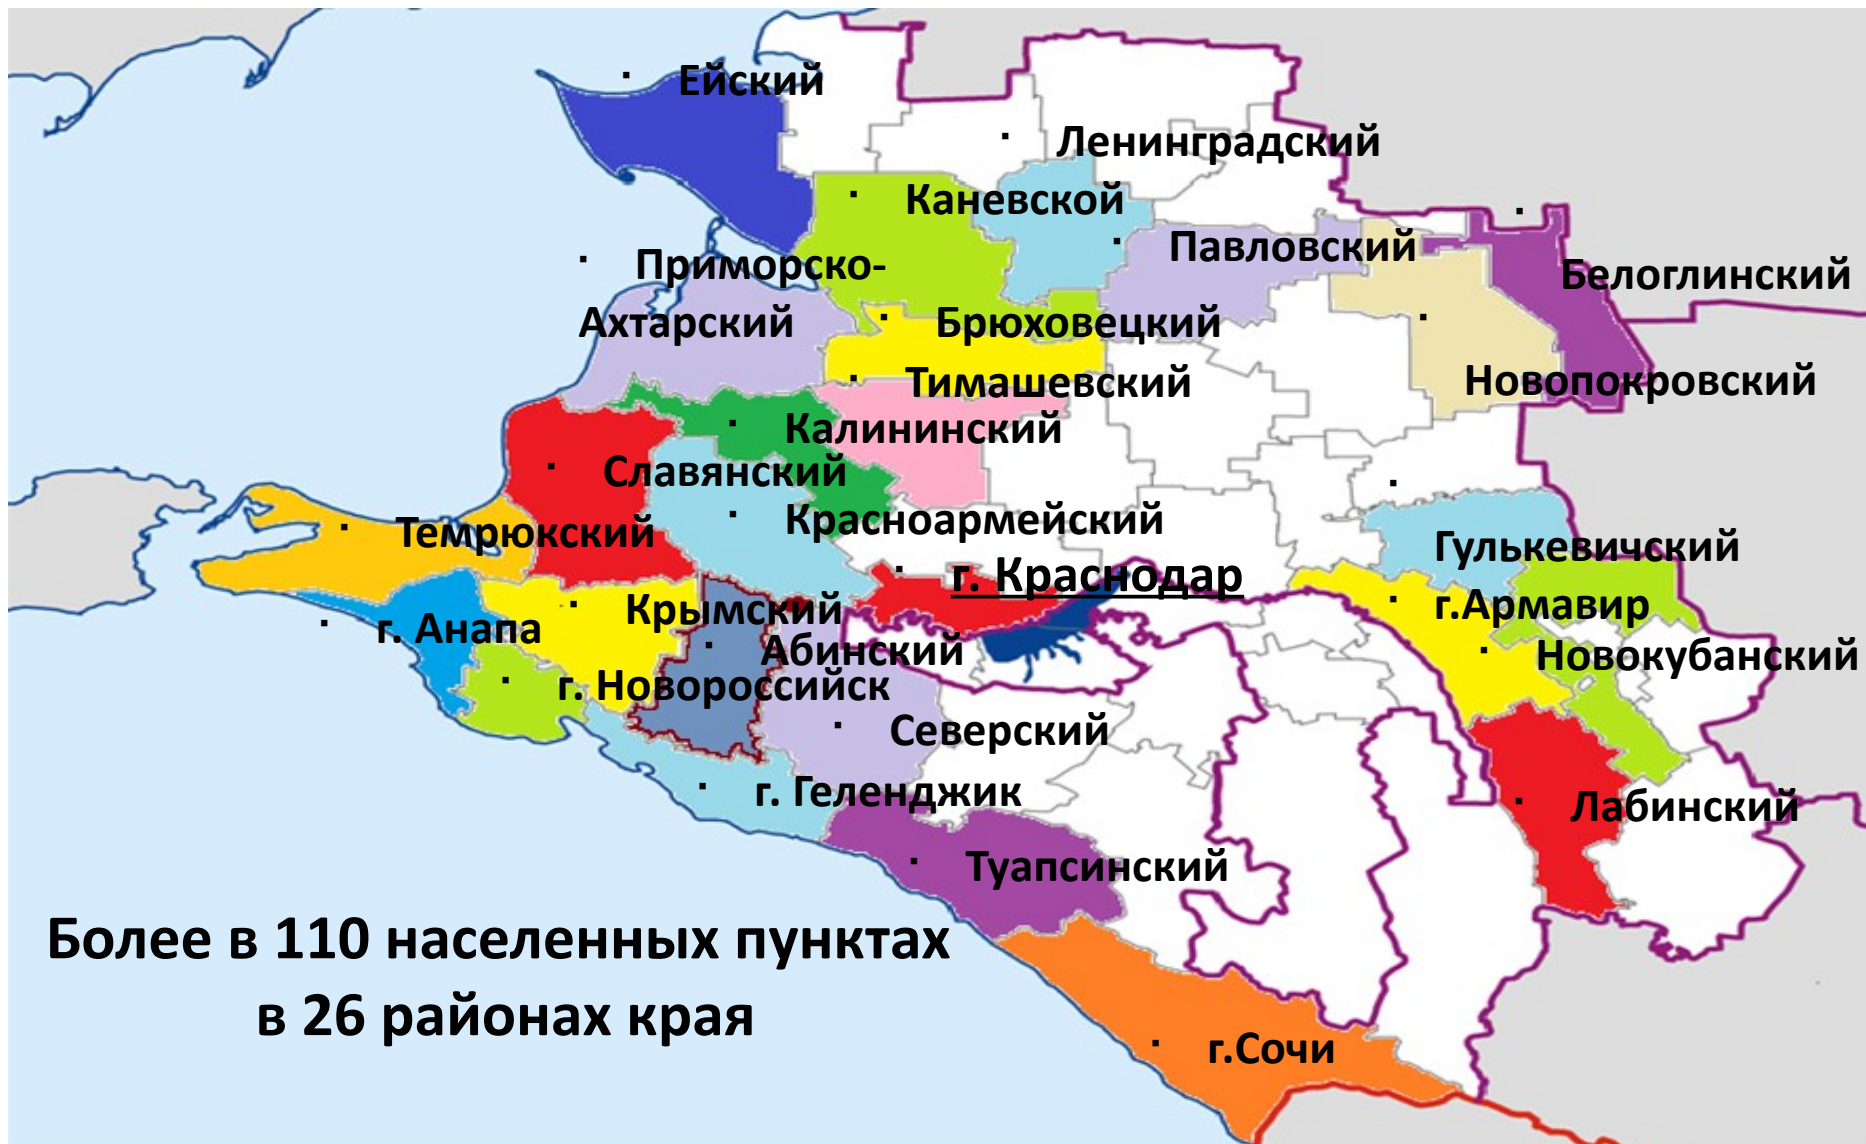 Ейский
Ленинградский
Каневской
Павловский
Приморско-
Ахтарский
Белоглинский
Брюховецкий
Тимашевский
Новопокровский
Калининский
Славянский
Красноармейский
Темрюкский
Гулькевичский
г. Краснодар
г.Армавир
Крымский
г. Анапа
Абинский
Новокубанский
г. Новороссийск
Северский
г. Геленджик
Лабинский
Туапсинский
Более в 110 населенных пунктах
в 26 районах края
г.Сочи